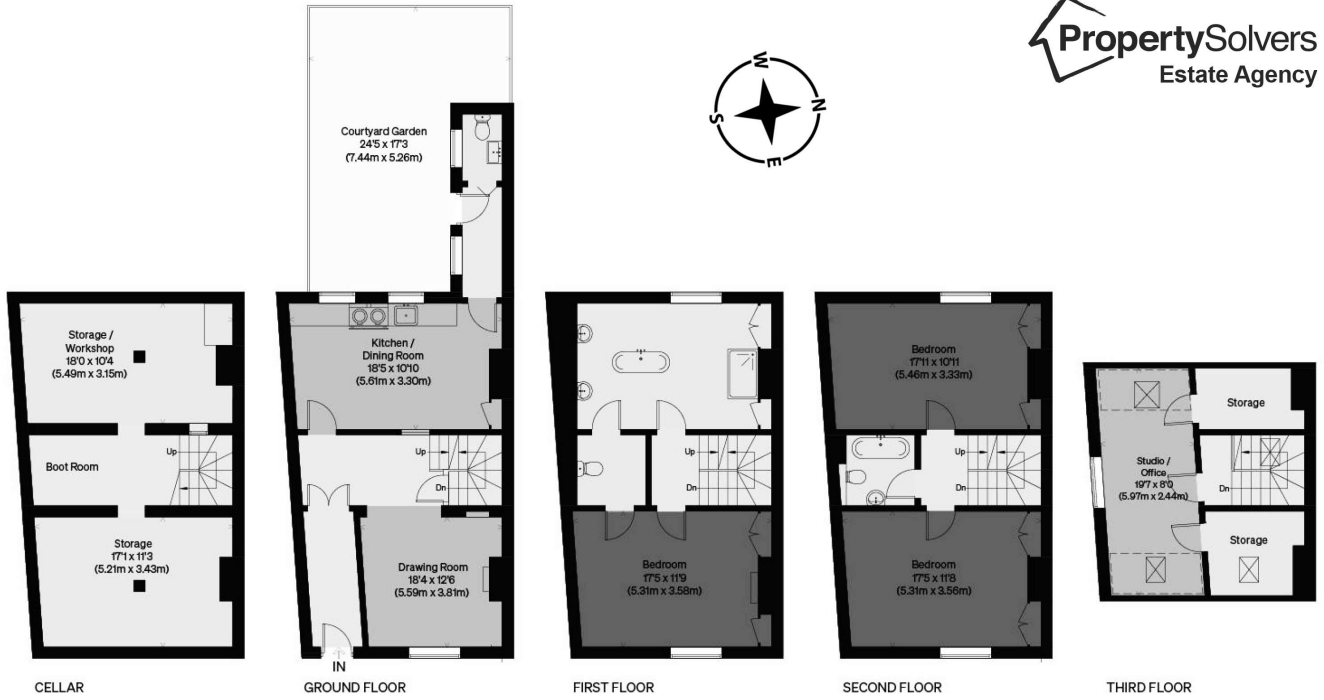 PropertySolvers
Estate Agency
W
N
S
E
Courtyard Garden
24'5 x 17'3
(7.44m x 5.26m)
Storage /
Workshop
18'0 x 10'4
(5.49m x 3.15m)
Boot Room
Up
Storage
17'1 x 11'3
(5.21m x 3.43m)
CELLAR
Kitchen /
Dining Room
18'5 x 10'10
(5.61m x 3.30m)
Up
Dn
Drawing Room
18'4 x 12'6
(5.59m x 3.81m)
IN
GROUND FLOOR
Up
Dn
Bedroom
17'5 x 11'9
(5.31m x 3.58m)
FIRST FLOOR
Bedroom
17'11 x 10'11
(5.46m x 3.33m)
Up
Dn
Bedroom
17'5 x 11'8
(5.31m x 3.56m)
SECOND FLOOR
Storage
Studio /
Office
19'7 x 8'0
(5.97m x 2.44m)
Dn
Storage
THIRD FLOOR